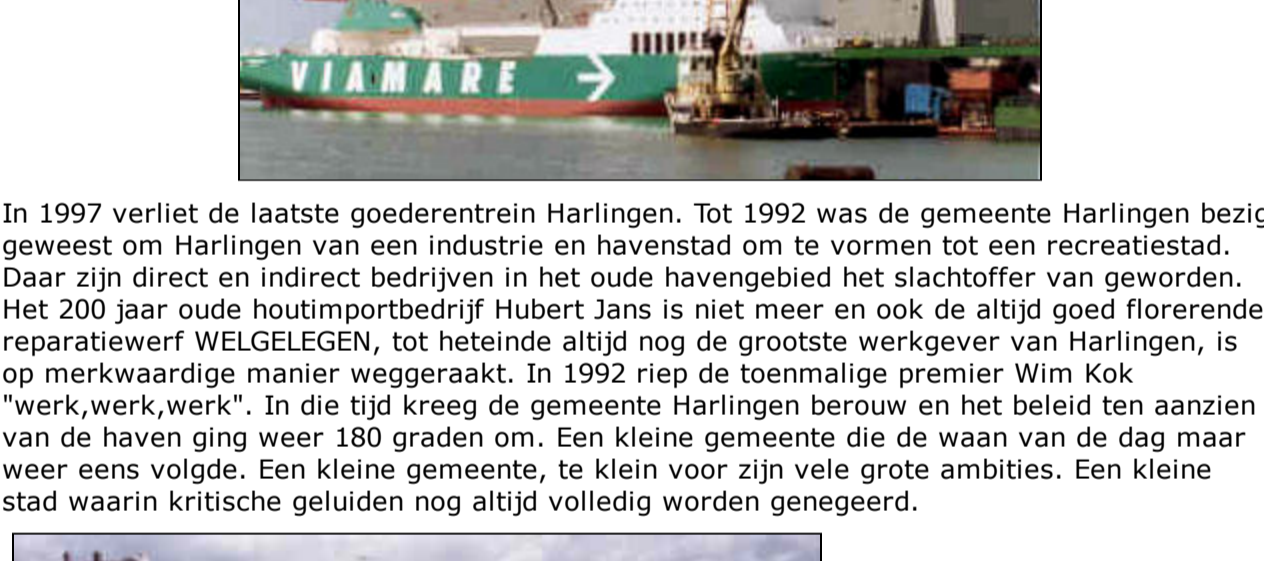 VIAMARE →
In 1997 verliet de laatste goederentrein Harlingen. Tot 1992 was de gemeente Harlingen bezig
geweest om Harlingen van een industrie en havenstad om te vormen tot een recreatiestad.
Daar zijn direct en indirect bedrijven in het oude havengebied het slachtoffer van geworden.
Het 200 jaar oude houtimportbedrijf Hubert Jans is niet meer en ook de altijd goed florerende
reparatiewerf WELGELEGEN, tot heteinde altijd nog de grootste werkgever van Harlingen, is
op merkwaardige manier weggeraakt. In 1992 riep de toenmalige premier Wim Kok
"werk,werk,werk". In die tijd kreeg de gemeente Harlingen berouw en het beleid ten aanzien
van de haven ging weer 180 graden om. Een kleine gemeente die de waan van de dag maar
weer eens volgde. Een kleine gemeente, te klein voor zijn vele grote ambities. Een kleine
stad waarin kritische geluiden nog altijd volledig worden genegeerd.